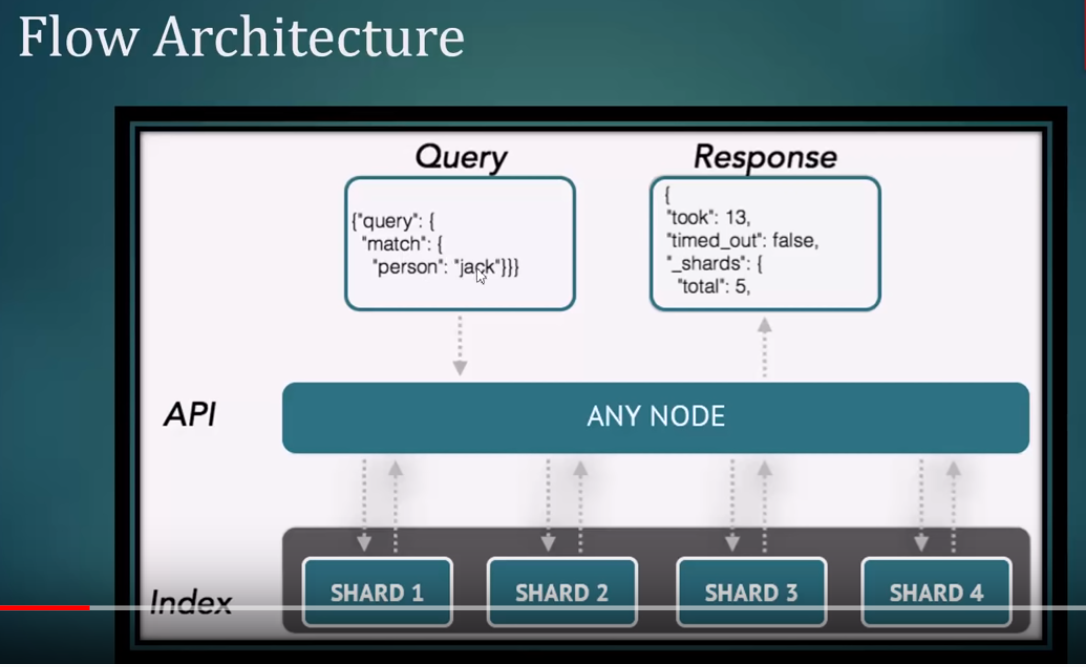 Flow Architecture
Query
{"query": {
"match": {
"person": "jack"}}}
Response
{
"took": 13,
"timed_out": false,
"_shards": {
"total": 5,
API
ANY NODE
Index
SHARD 1
SHARD 2
SHARD 3
SHARD 4